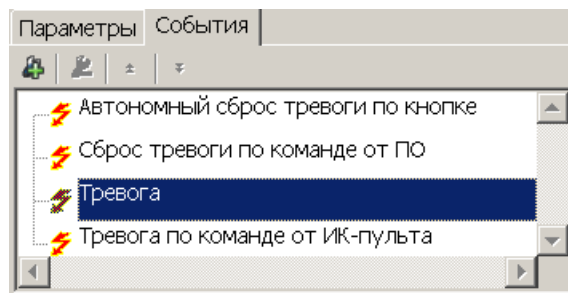 Параметры События
Автономный сброс тревоги по кнопке
Сброс тревоги по команде от ПО
Тревога
Тревога по команде от ИК-пульта